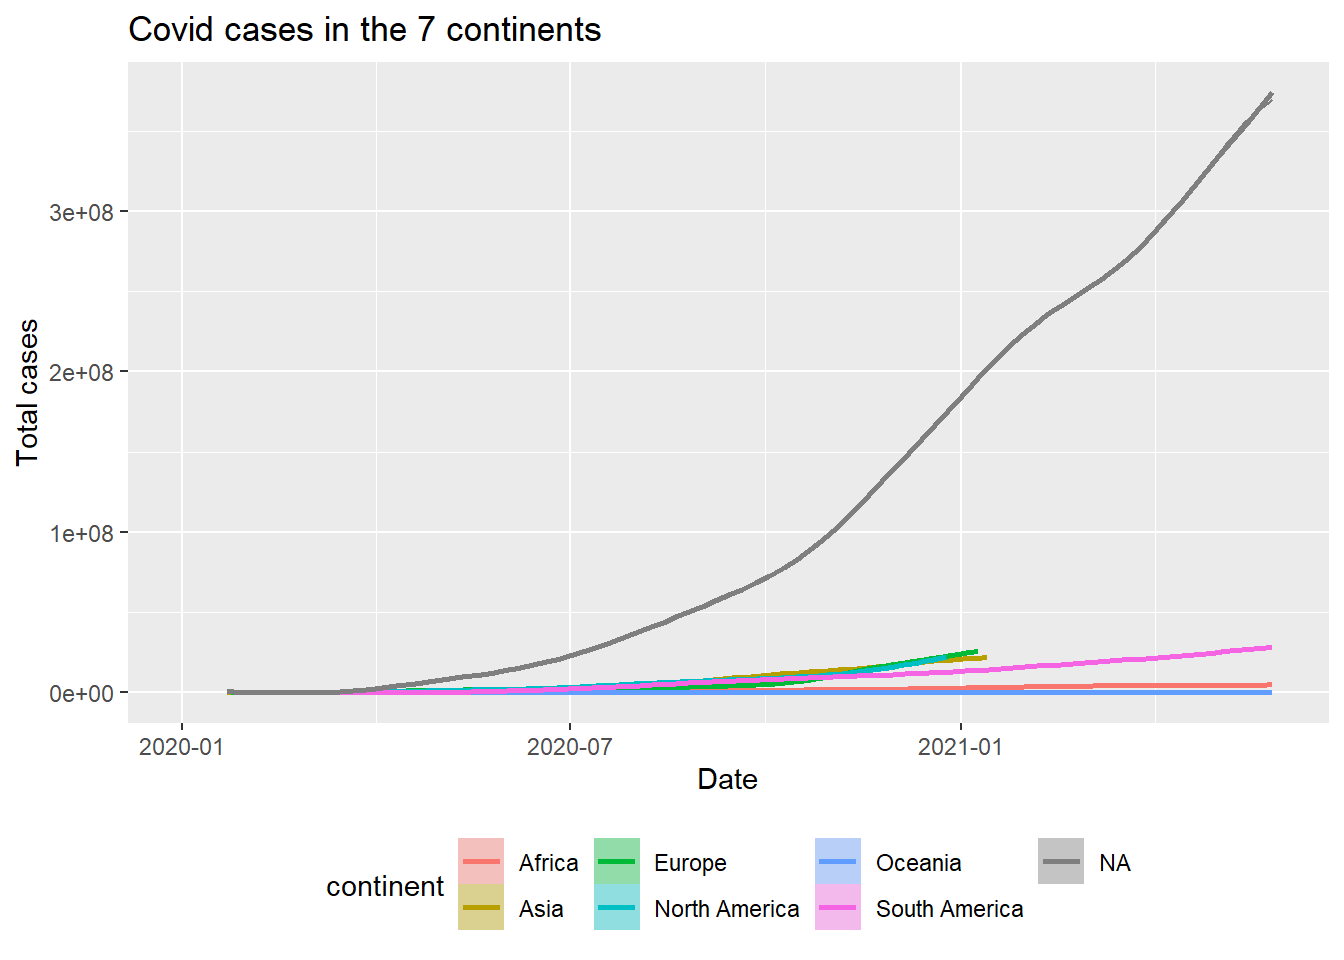 Covid cases in the 7 continents
Total cases
3e+08
2e+08
1e+08
0e+00
2020-01 2020-07 2021-01
Date
continent
Africa Europe Oceania NA
Asia North America South America